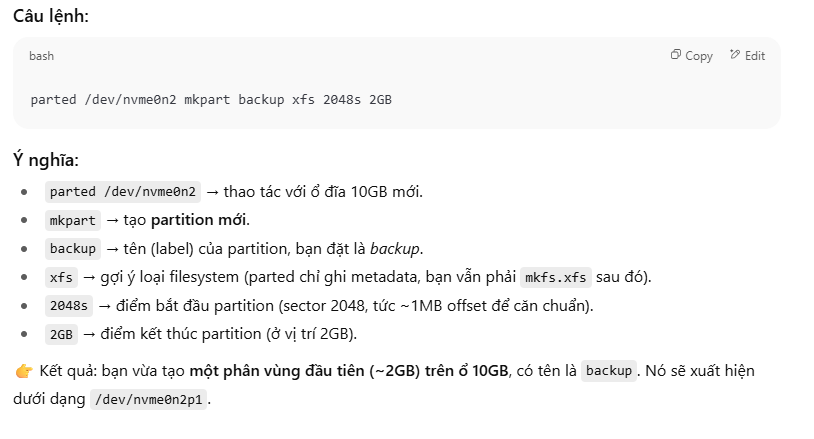 Câu lệnh:
bash
Copy
Edit
parted /dev/nvme0n2 mkpart backup xfs 2048s 2GB
Ý nghĩa:
parted /dev/nvme0n2 → thao tác với ổ đĩa 10GB mới.
mkpart → tạo partition mới.
backup → tên (label) của partition, bạn đặt là backup.
xfs → gợi ý loại filesystem (parted chỉ ghi metadata, bạn vẫn phải mkfs.xfs sau đó).
2048s → điểm bắt đầu partition (sector 2048, tức ~1MB offset để căn chuẩn).
2GB → điểm kết thúc partition (ở vị trí 2GB).
👉 Kết quả: bạn vừa tạo một phân vùng đầu tiên (~2GB) trên ổ 10GB, có tên là backup. Nó sẽ xuất hiện
dưới dạng /dev/nvme0n2p1.